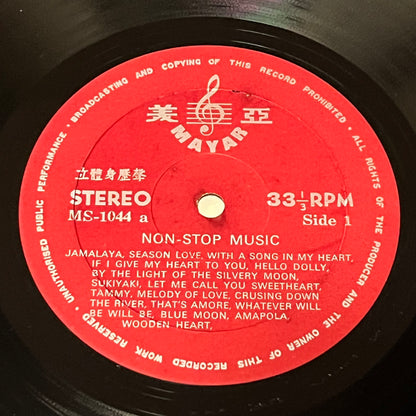 ALL RIGHTS OF THE PRODUCER AND THE OWNER OF THIS RECORDED WORK RESERVED • UNAUTHORISED PUBLIC PERFORMANCE • BROADCASTING AND COPYING OF THIS RECORD PROHIBITED •
美 亞
MAYAR
立體身歷聲
STEREO 33⅓RPM
MS-1044 a Side 1
NON-STOP MUSIC
JAMALAYA, SEASON LOVE, WITH A SONG IN MY HEART,
IF I GIVE MY HEART TO YOU, HELLO DOLLY,
BY THE LIGHT OF THE SILVERY MOON,
SUKIYAKI, LET ME CALL YOU SWEETHEART,
TAMMY, MELODY OF LOVE, CRUSING DOWN
THE RIVER, THAT'S AMORE, WHATEVER WILL
BE WILL BE, BLUE MOON, AMAPOLA,
WOODEN HEART,